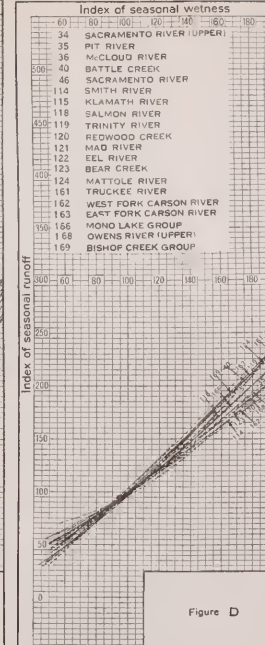 Index of seasonal wetness
60 80 100 120 140 160 180
34 SACRAMENTO RIVER (UPPER)
35 PIT RIVER
36 McCLOUD RIVER
40 BATTLE CREEK
46 SACRAMENTO RIVER
114 SMITH RIVER
115 KLAMATH RIVER
118 SALMON RIVER
119 TRINITY RIVER
120 REDWOOD CREEK
121 MAD RIVER
122 EEL RIVER
123 BEAR CREEK
124 MATTOLE RIVER
161 TRUCKEE RIVER
162 WEST FORK CARSON RIVER
163 EAST FORK CARSON RIVER
166 MONO LAKE GROUP
168 OWENS RIVER (UPPER)
169 BISHOP CREEK GROUP
500
450
400
350
300
60 80 100 120 140 160 180
Index of seasonal runoff
250
200
150
100
50
0
Figure D